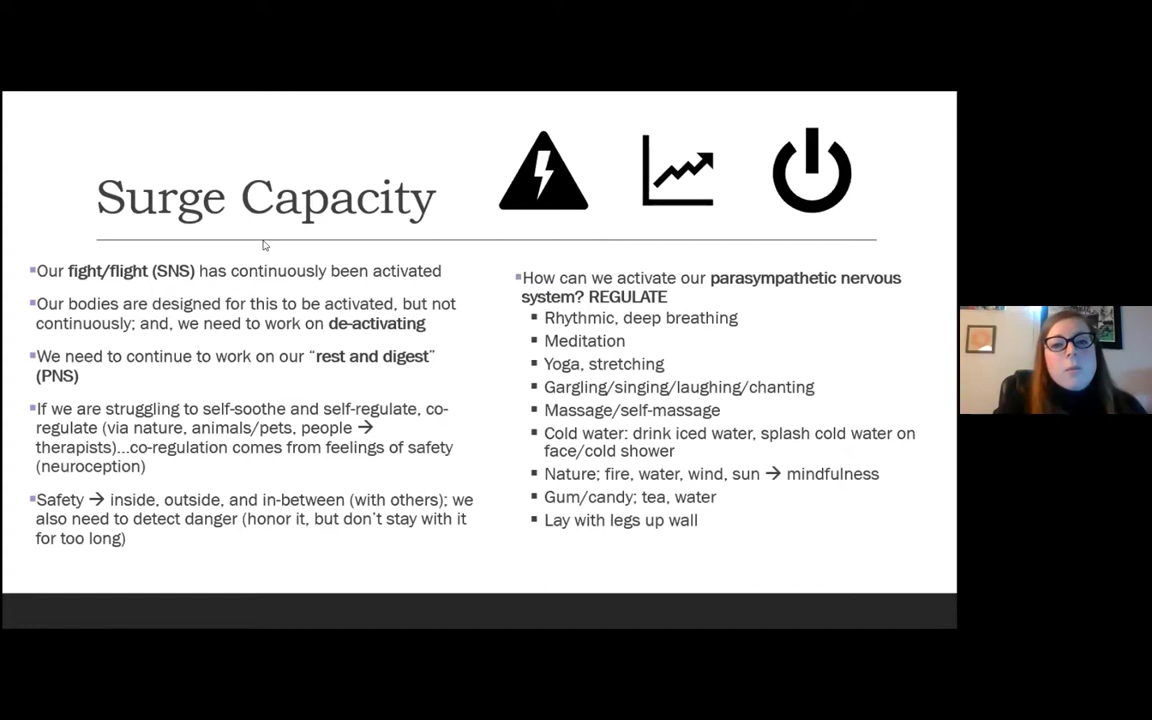 Surge Capacity
▪Our fight/flight (SNS) has continuously been activated
▪Our bodies are designed for this to be activated, but not
continuously; and, we need to work on de-activating
▪We need to continue to work on our “rest and digest”
(PNS)
▪If we are struggling to self-soothe and self-regulate, co-
regulate (via nature, animals/pets, people →
therapists)...co-regulation comes from feelings of safety
(neuroception)
▪Safety → inside, outside, and in-between (with others); we
also need to detect danger (honor it, but don’t stay with it
for too long)
▪How can we activate our parasympathetic nervous
system? REGULATE
▪ Rhythmic, deep breathing
▪ Meditation
▪ Yoga, stretching
▪ Gargling/singing/laughing/chanting
▪ Massage/self-massage
▪ Cold water: drink iced water, splash cold water on
face/cold shower
▪ Nature; fire, water, wind, sun → mindfulness
▪ Gum/candy; tea, water
▪ Lay with legs up wall